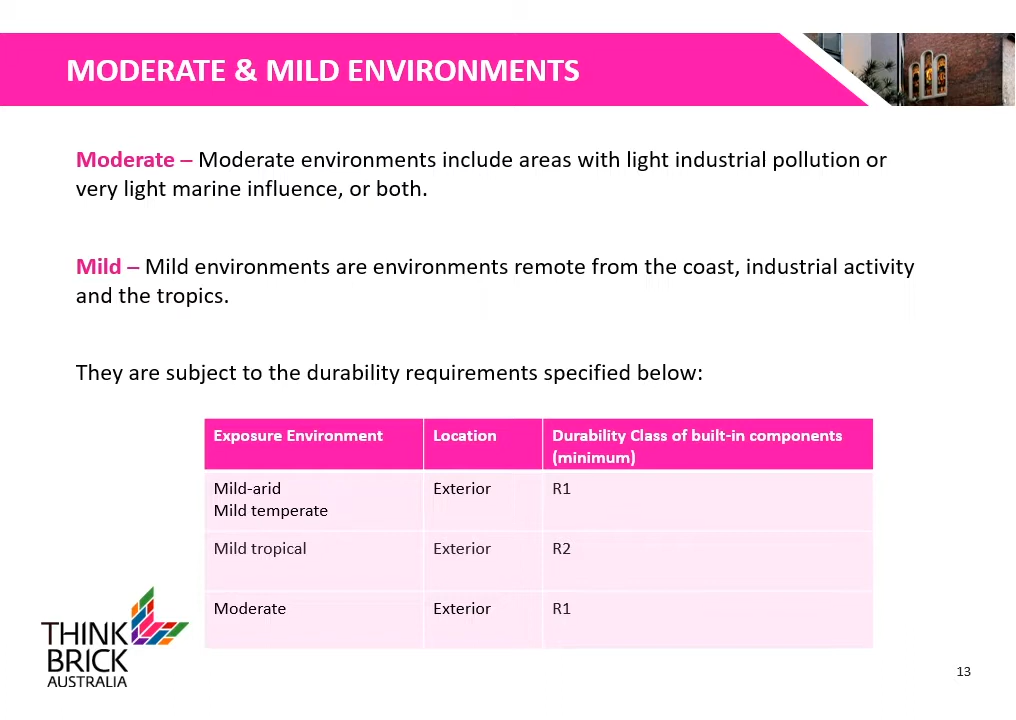 MODERATE & MILD ENVIRONMENTS
Moderate – Moderate environments include areas with light industrial pollution or
very light marine influence, or both.
Mild – Mild environments are environments remote from the coast, industrial activity
and the tropics.
They are subject to the durability requirements specified below:
Exposure Environment Location Durability Class of built-in components
(minimum)
Mild-arid Exterior R1
Mild temperate
Mild tropical Exterior R2
Moderate Exterior R1
THINK
BRICK
AUSTRALIA
13